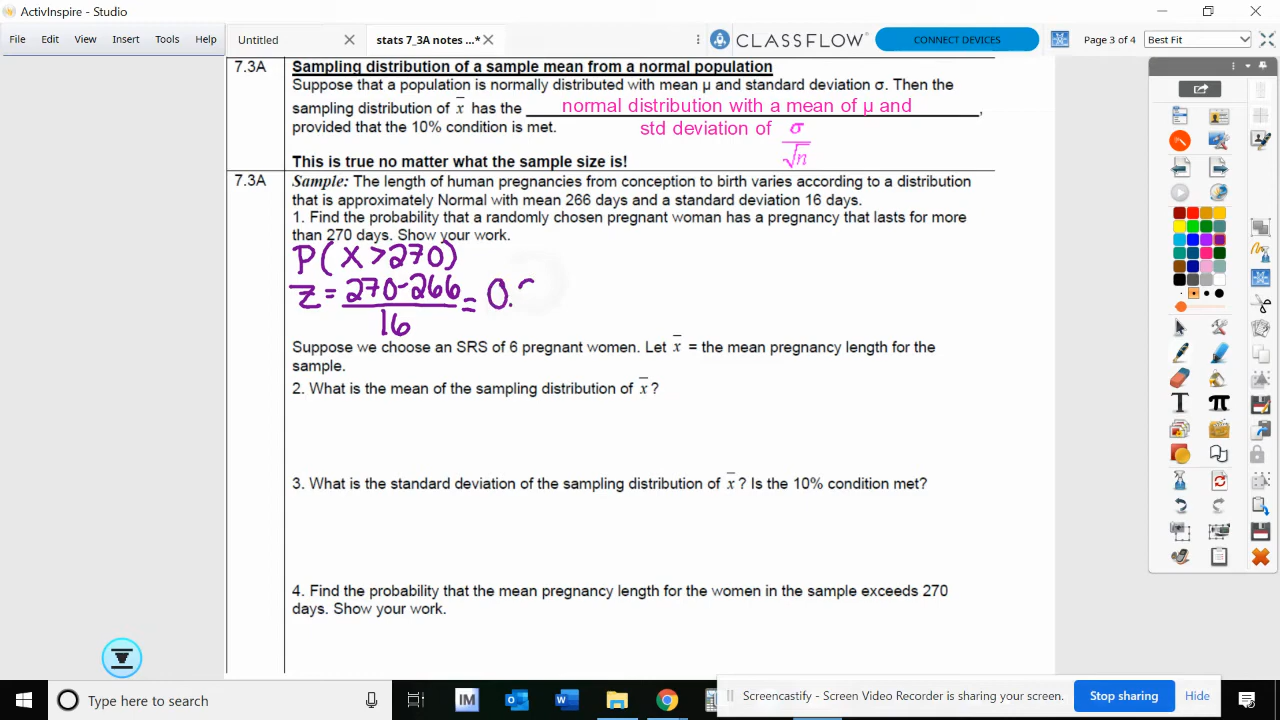 ActivInspire - Studio
File Edit View Insert Tools Help
Untitled
stats 7_3A notes ...*
CLASSFLOW
CONNECT DEVICES
Page 3 of 4
Best Fit
7.3A
Sampling distribution of a sample mean from a normal population
Suppose that a population is normally distributed with mean µ and standard deviation σ. Then the
sampling distribution of x̅ has the normal distribution with a mean of µ and,
provided that the 10% condition is met. std deviation of σ/√n
This is true no matter what the sample size is!
7.3A
Sample: The length of human pregnancies from conception to birth varies according to a distribution
that is approximately Normal with mean 266 days and a standard deviation 16 days.
1. Find the probability that a randomly chosen pregnant woman has a pregnancy that lasts for more
than 270 days. Show your work.
P( X > 270)
Z = 270-266 = 0.
16
Suppose we choose an SRS of 6 pregnant women. Let x̅ = the mean pregnancy length for the
sample.
2. What is the mean of the sampling distribution of x̅ ?
3. What is the standard deviation of the sampling distribution of x̅ ? Is the 10% condition met?
4. Find the probability that the mean pregnancy length for the women in the sample exceeds 270
days. Show your work.
Type here to search
IM
Screencastify - Screen Video Recorder is sharing your screen.
Stop sharing
Hide